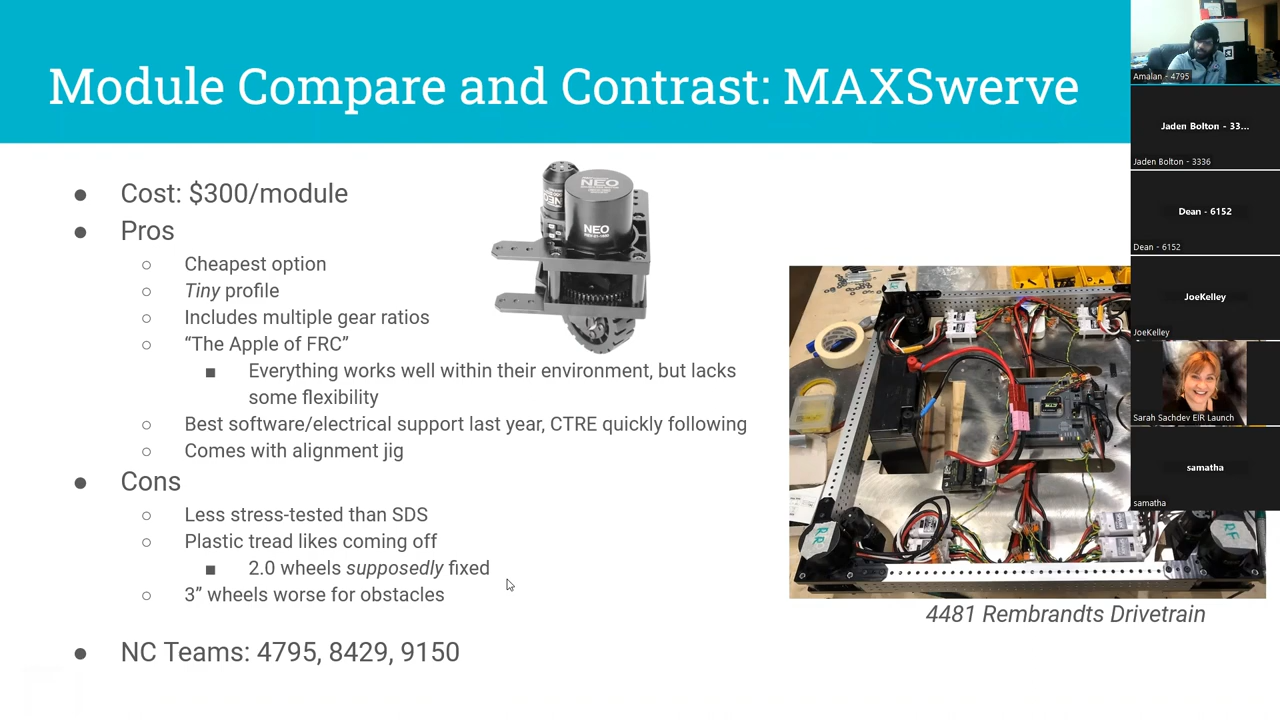 Module Compare and Contrast: MAXSwerve
Cost: $300/module
Pros
Cheapest option
Tiny profile
Includes multiple gear ratios
“The Apple of FRC”
Everything works well within their environment, but lacks
some flexibility
Best software/electrical support last year, CTRE quickly following
Comes with alignment jig
Cons
Less stress-tested than SDS
Plastic tread likes coming off
2.0 wheels supposedly fixed
3” wheels worse for obstacles
NC Teams: 4795, 8429, 9150
NEO
NEO
NEO
4481 Rembrandts Drivetrain
Amalan - 4795
Jaden Bolton - 33...
Jaden Bolton - 3336
Dean - 6152
Dean - 6152
JoeKelley
JoeKelley
Sarah Sachdev EIR Launch
samatha
samatha